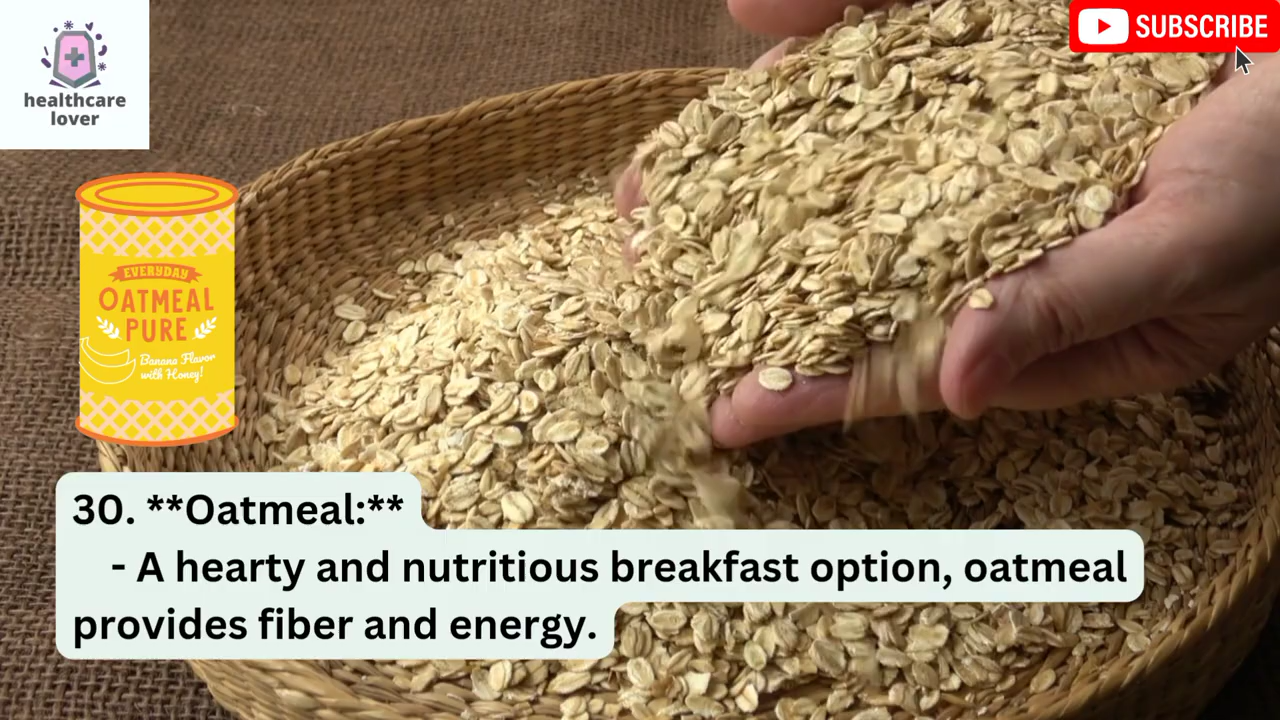 healthcare
lover
SUBSCRIBE
EVERYDAY
OATMEAL
PURE
Banana Flavor
with Honey!
30. **Oatmeal:**
- A hearty and nutritious breakfast option, oatmeal
provides fiber and energy.